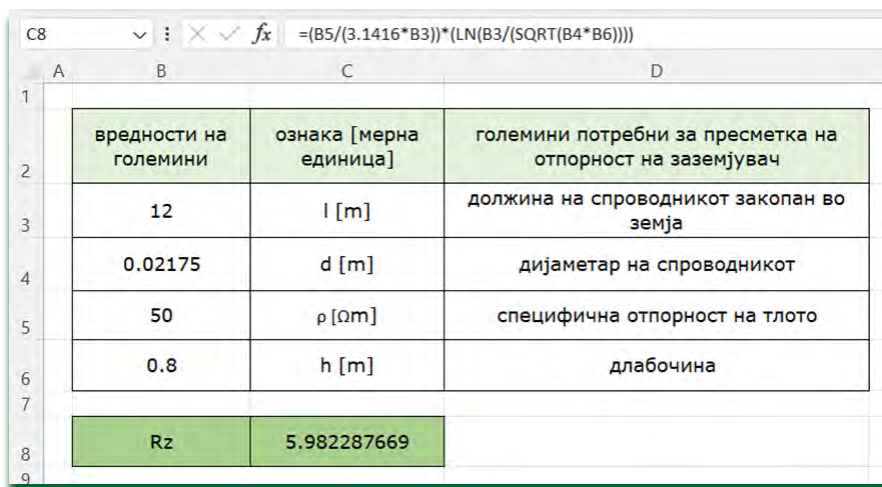 C8 fx =(B5/(3.1416*B3))*(LN(B3/(SQRT(B4*B6))))
A B C D
1
вредности на
големини
ознака [мерна
единица]
големини потребни за пресметка на
отпорност на заземјувач
2
12
l [m]
должина на спроводникот закопан во
земја
3
0.02175
d [m]
дијаметар на спроводникот
4
50
ρ [Ωm]
специфична отпорност на тлото
5
0.8
h [m]
длабочина
6
7
Rz
5.982287669
8
9